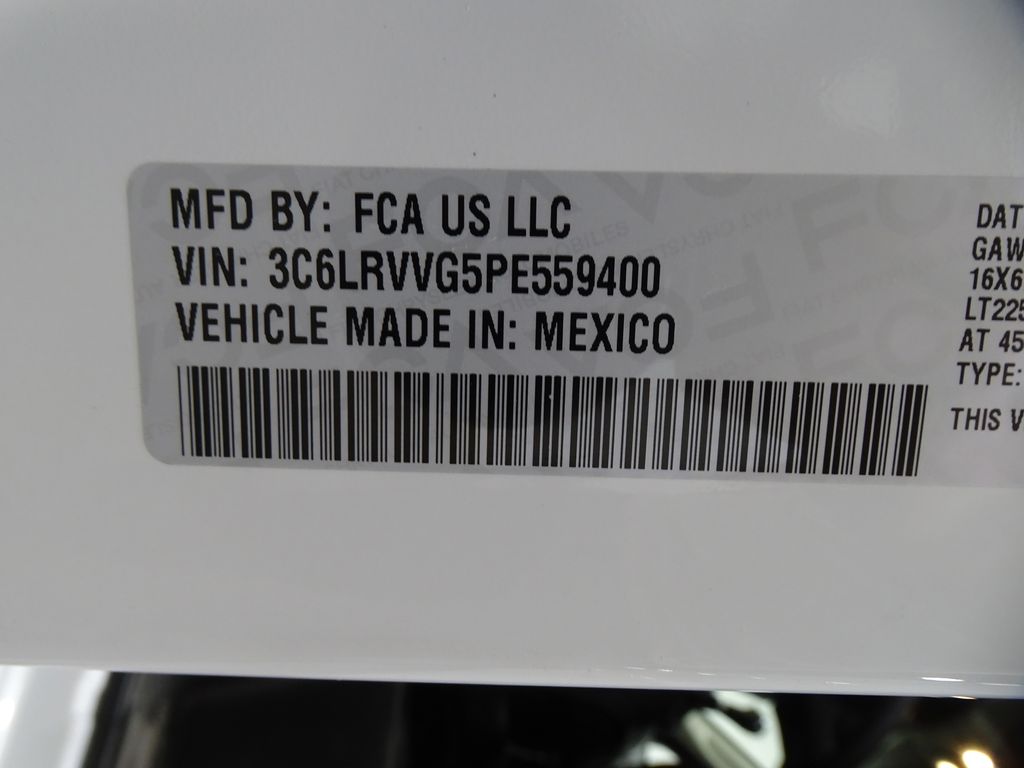 MFD BY: FCA US LLC
VIN: 3C6LRVVG5PE559400
VEHICLE MADE IN: MEXICO
DAT
GAW
16X6
LT225
AT 45
TYPE:
THIS V